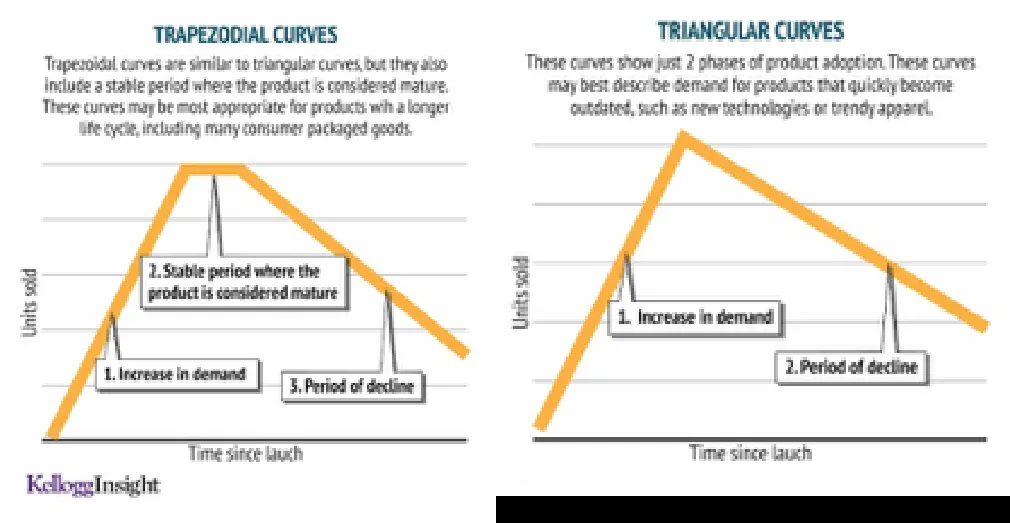 TRAPEZODIAL CURVES
Trapezoidal curves are similar to triangular curves, but they also
include a stable period where the product is considered mature.
These curves may be most appropriate for products wih a longer
life cycle, including many consumer packaged goods.
Units sold
2. Stable period where the
product is considered mature
1. Increase in demand
3. Period of decline
Time since lauch
KelloggInsight
TRIANGULAR CURVES
These curves show just 2 phases of product adoption. These curves
may best describe demand for products that quickly become
outdated, such as new technologies or trendy apparel.
Units sold
1. Increase in demand
2. Period of decline
Time since lauch